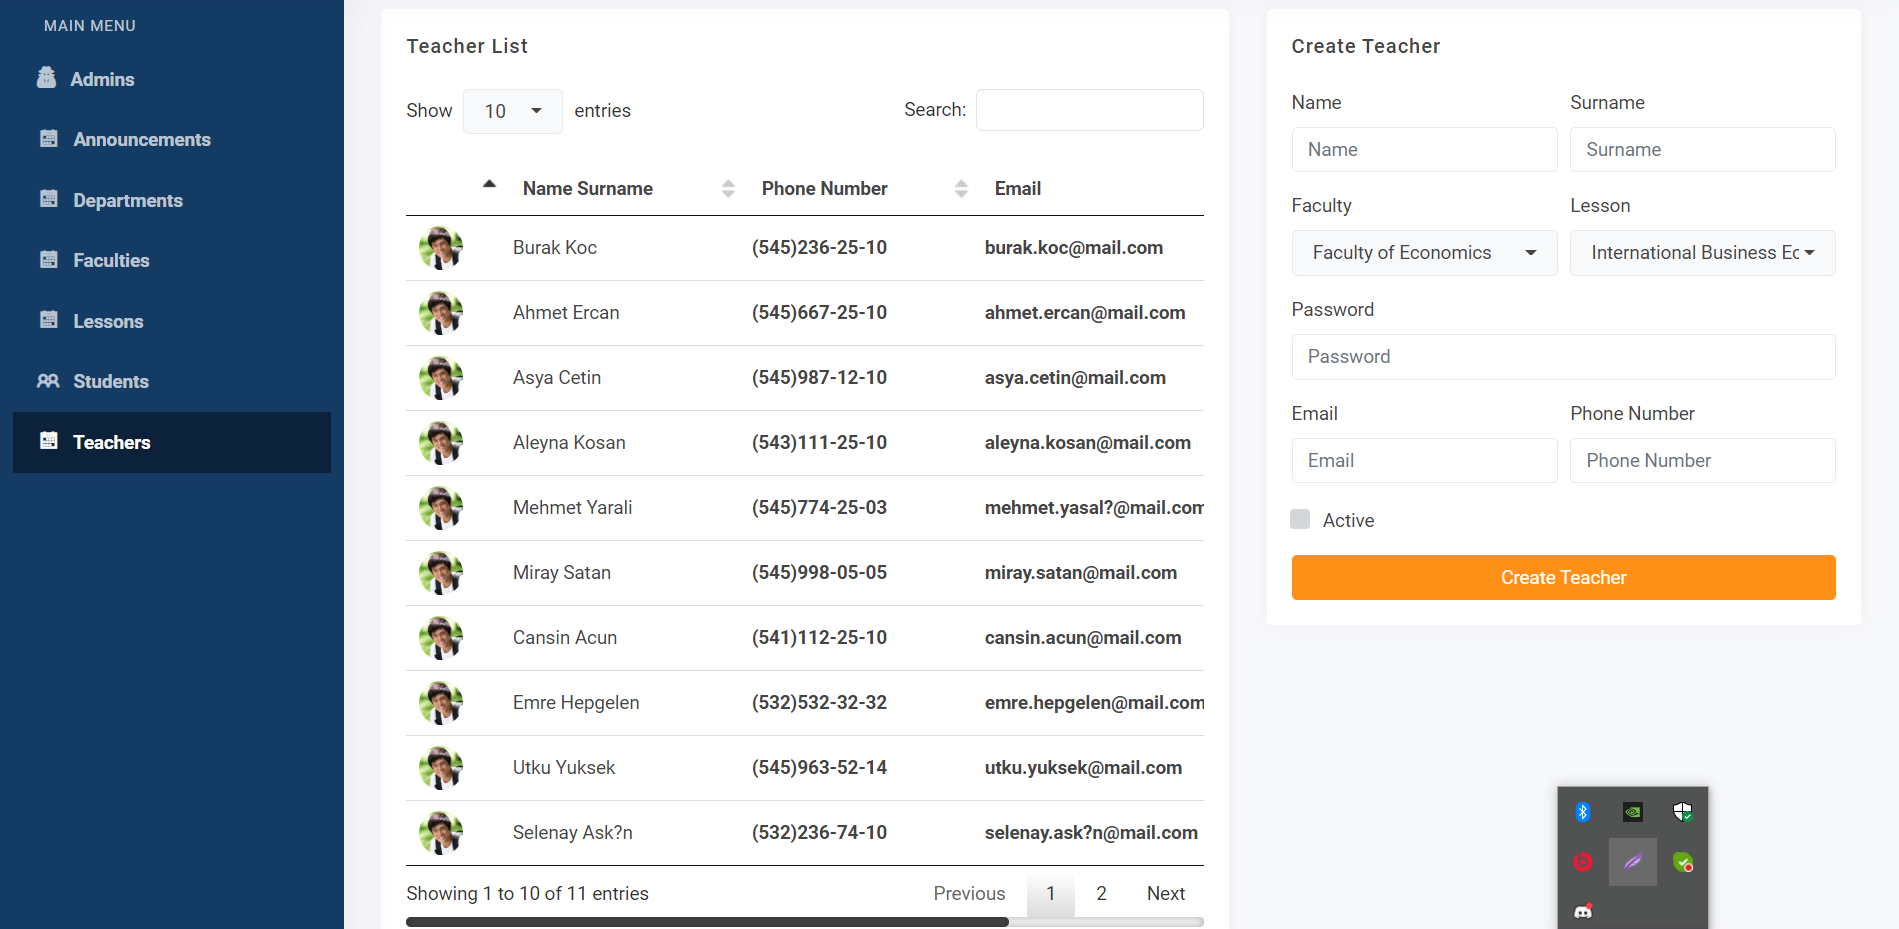 MAIN MENU
Admins
Announcements
Departments
Faculties
Lessons
Students
Teachers
Teacher List
Show 10 entries
Search:
Name Surname Phone Number Email
Burak Koc (545)236-25-10 burak.koc@mail.com
Ahmet Ercan (545)667-25-10 ahmet.ercan@mail.com
Asya Cetin (545)987-12-10 asya.cetin@mail.com
Aleyna Kosan (543)111-25-10 aleyna.kosan@mail.com
Mehmet Yarali (545)774-25-03 mehmet.yasal?@mail.com
Miray Satan (545)998-05-05 miray.satan@mail.com
Cansin Acun (541)112-25-10 cansin.acun@mail.com
Emre Hepgelen (532)532-32-32 emre.hepgelen@mail.com
Utku Yuksek (545)963-52-14 utku.yuksek@mail.com
Selenay Ask?n (532)236-74-10 selenay.ask?n@mail.com
Showing 1 to 10 of 11 entries
Previous 1 2 Next
Create Teacher
Name Surname
Name Surname
Faculty Lesson
Faculty of Economics International Business Ec
Password
Password
Email Phone Number
Email Phone Number
Active
Create Teacher